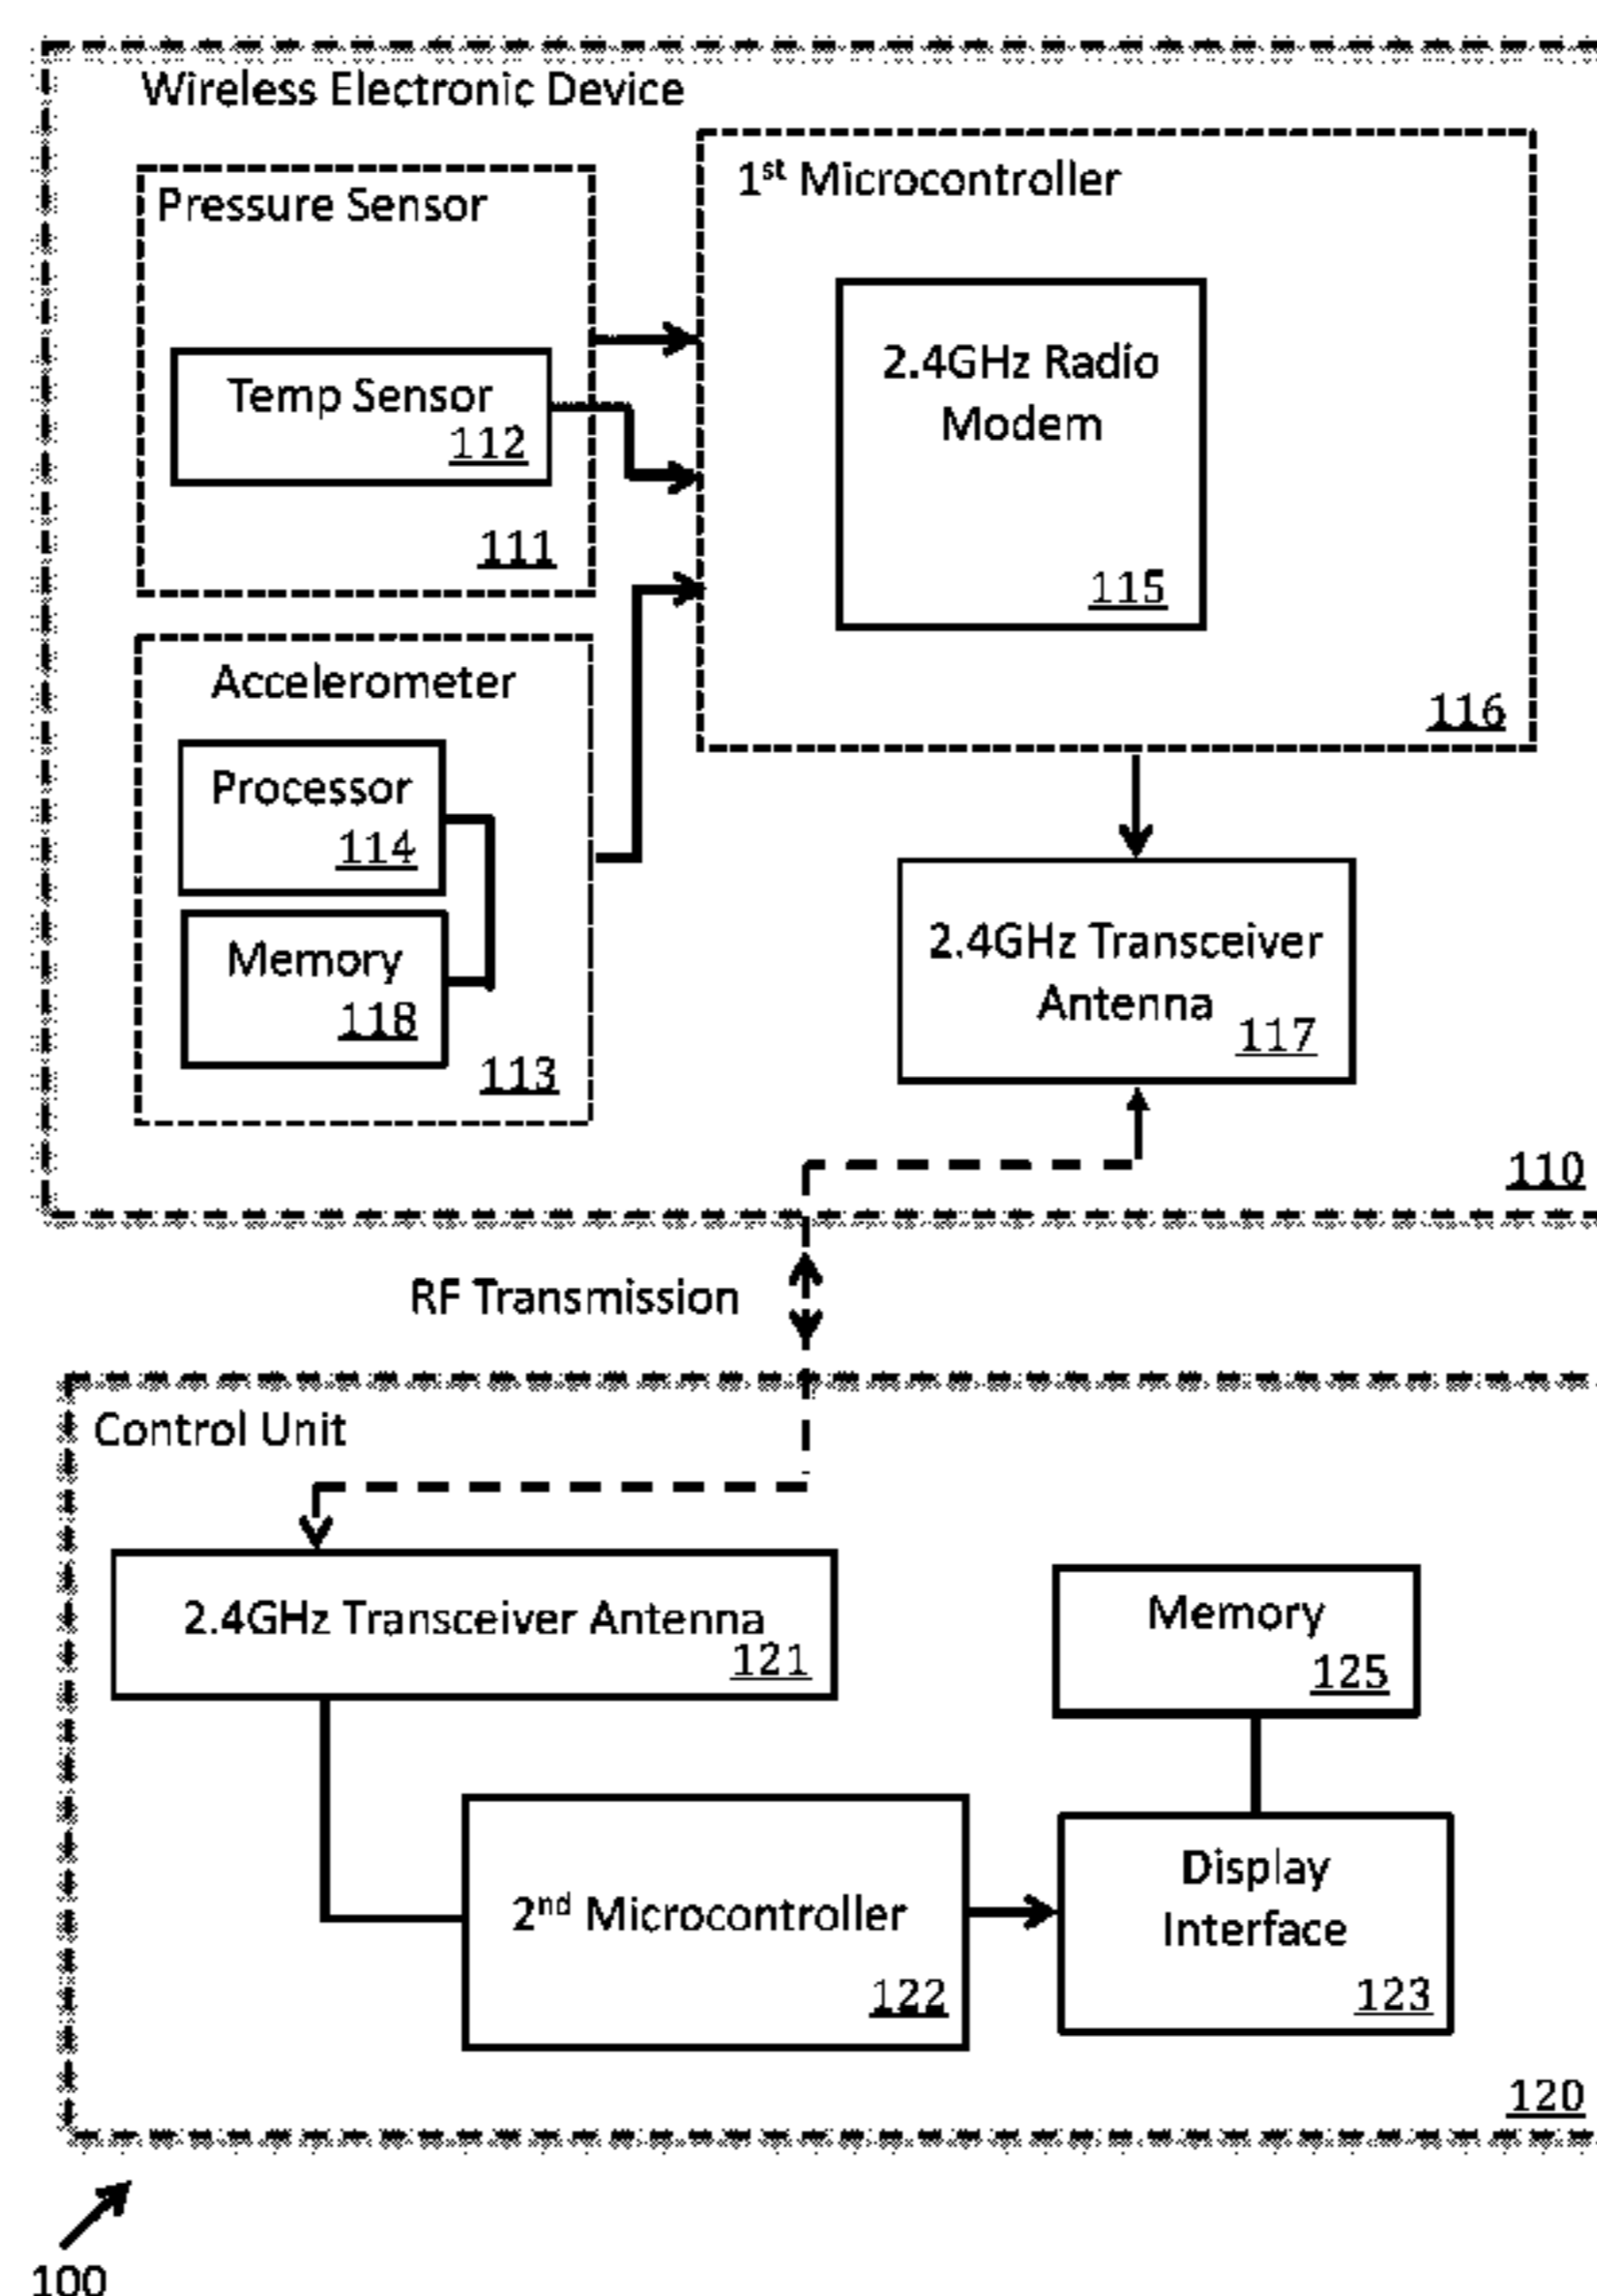 Wireless Electronic Device
Pressure Sensor
Temp Sensor
112
111
1st Microcontroller
2.4GHz Radio
Modem
115
116
Accelerometer
Processor
114
Memory
118
113
2.4GHz Transceiver
Antenna
117
110
RF Transmission
Control Unit
2.4GHz Transceiver Antenna
121
Memory
125
2nd Microcontroller
122
Display
Interface
123
120
100